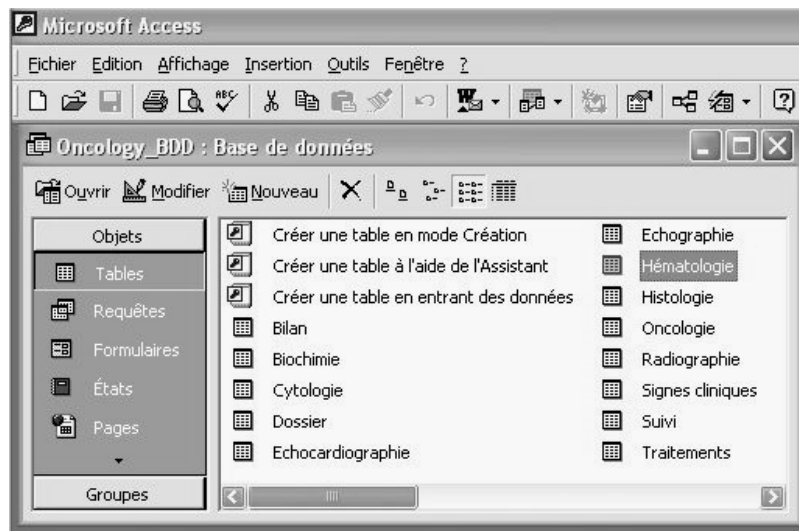 Microsoft Access
Fichier Edition Affichage Insertion Outils Fenêtre ?
ABC
W
Oncology_BDD : Base de données
Ouvrir Modifier Nouveau
Objets
Tables
Requêtes
Formulaires
États
Pages
Groupes
Créer une table en mode Création
Créer une table à l'aide de l'Assistant
Créer une table en entrant des données
Bilan
Biochimie
Cytologie
Dossier
Echocardiographie
Echographie
Hématologie
Histologie
Oncologie
Radiographie
Signes cliniques
Suivi
Traitements